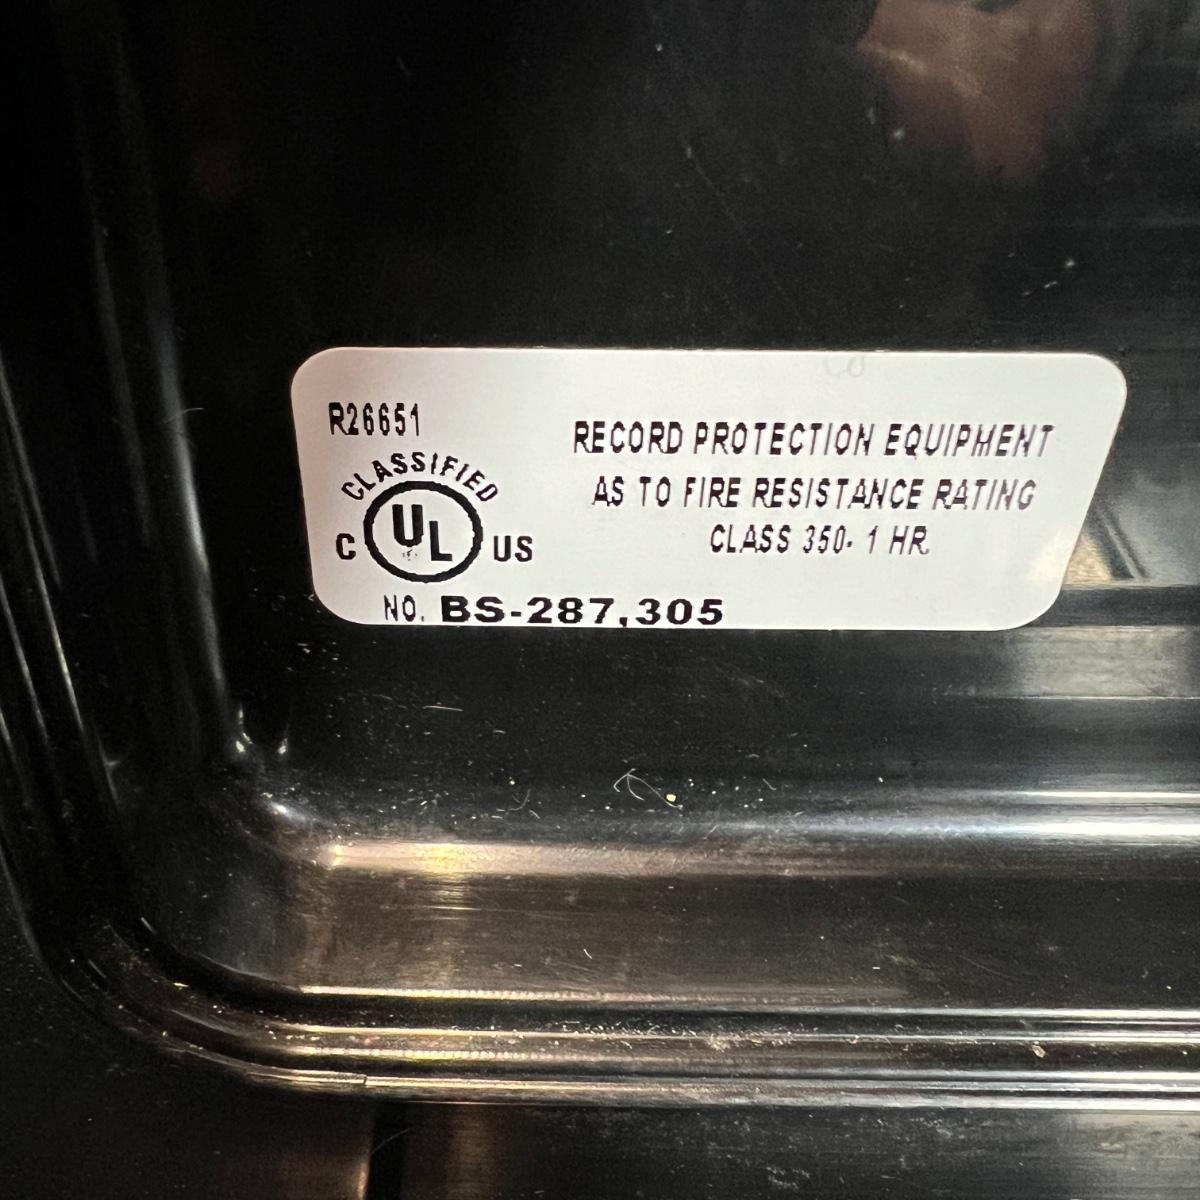 R26651
CLASSIFIED
C UL US
NO. BS-287,305
RECORD PROTECTION EQUIPMENT
AS TO FIRE RESISTANCE RATING
CLASS 350- 1 HR.